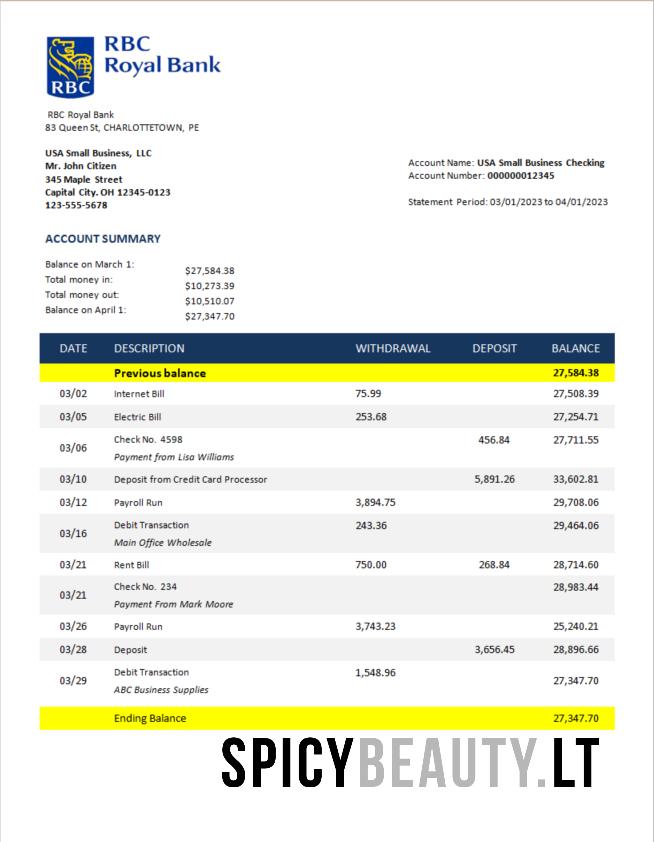 RBC
Royal Bank
RBC
RBC Royal Bank
83 Queen St, CHARLOTTETOWN, PE
USA Small Business, LLC
Mr. John Citizen
345 Maple Street
Capital City. OH 12345-0123
123-555-5678
Account Name: USA Small Business Checking
Account Number: 000000012345
Statement Period: 03/01/2023 to 04/01/2023
ACCOUNT SUMMARY
Balance on March 1: $27,584.38
Total money in: $10,273.39
Total money out: $10,510.07
Balance on April 1: $27,347.70
DATE DESCRIPTION WITHDRAWAL DEPOSIT BALANCE
Previous balance 27,584.38
03/02 Internet Bill 75.99 27,508.39
03/05 Electric Bill 253.68 27,254.71
03/06 Check No. 4598 456.84 27,711.55
Payment from Lisa Williams
03/10 Deposit from Credit Card Processor 5,891.26 33,602.81
03/12 Payroll Run 3,894.75 29,708.06
03/16 Debit Transaction 243.36 29,464.06
Main Office Wholesale
03/21 Rent Bill 750.00 268.84 28,714.60
03/21 Check No. 234 28,983.44
Payment From Mark Moore
03/26 Payroll Run 3,743.23 25,240.21
03/28 Deposit 3,656.45 28,896.66
03/29 Debit Transaction 1,548.96 27,347.70
ABC Business Supplies
Ending Balance 27,347.70
SPICYBEAUTY.LT